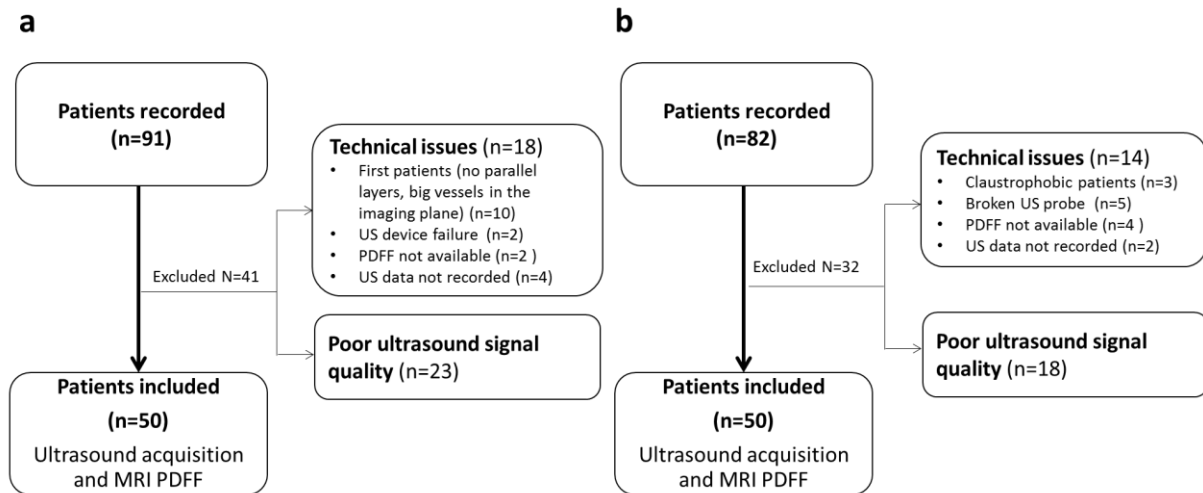 a
Patients recorded
(n=91)
Technical issues (n=18)
• First patients (no parallel
layers, big vessels in the
imaging plane) (n=10)
• US device failure (n=2)
• PDFF not available (n=2 )
• US data not recorded (n=4)
Excluded N=41
Poor ultrasound signal
quality (n=23)
Patients included
(n=50)
Ultrasound acquisition
and MRI PDFF
b
Patients recorded
(n=82)
Technical issues (n=14)
• Claustrophobic patients (n=3)
• Broken US probe (n=5)
• PDFF not available (n=4 )
• US data not recorded (n=2)
Excluded N=32
Poor ultrasound signal
quality (n=18)
Patients included
(n=50)
Ultrasound acquisition
and MRI PDFF